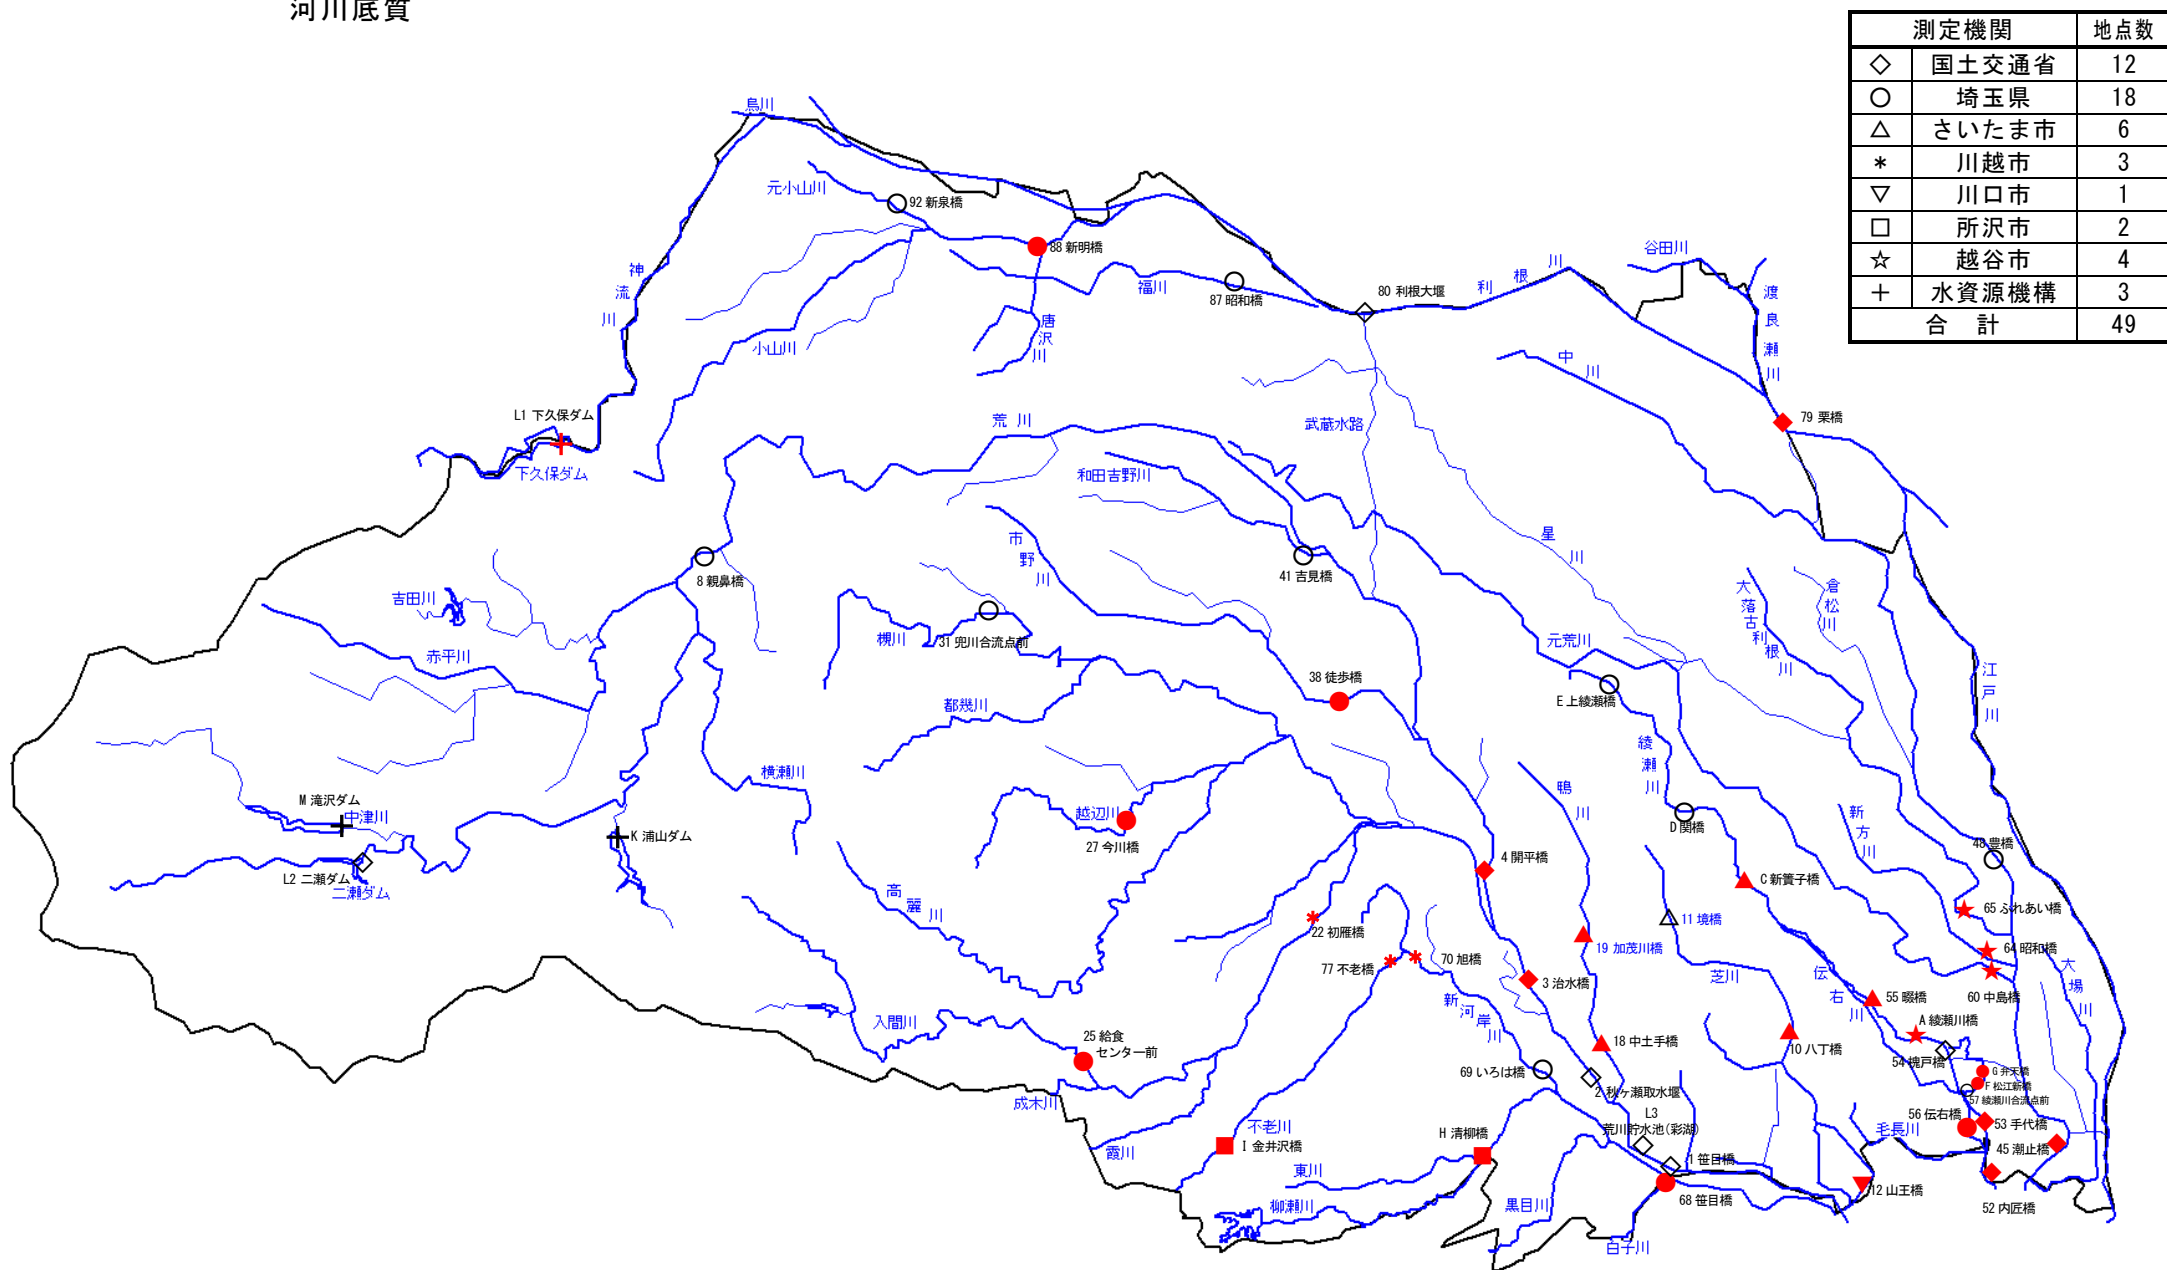 河川底質
測定機関 地点数
◇ 国土交通省 12
○ 埼玉県 18
△ さいたま市 6
* 川越市 3
▽ 川口市 1
□ 所沢市 2
☆ 越谷市 4
＋ 水資源機構 3
合 計 49
烏川
元小山川
92 新泉橋
88 新明橋
神流川
谷田川
利根川
渡良瀬川
福川
87 昭和橋
80 利根大堰
唐沢川
小山川
中川
L1 下久保ダム
下久保ダム
荒川
武蔵水路
79 栗橋
和田吉野川
市野川
星川
8 親鼻橋
41 吉見橋
吉田川
大落古利根川
倉松川
槻川
31 兜川合流点前
元荒川
赤平川
江戸川
38 徒歩橋
E 上綾瀬橋
都幾川
綾瀬川
横瀬川
鴨川
M 滝沢ダム
中津川
越辺川
27 今川橋
K 浦山ダム
D 関橋
新方川
48 豊橋
L2 二瀬ダム
二瀬ダム
4 開平橋
C 新簀子橋
高麗川
65 ふれあい橋
22 初雁橋
11 境橋
19 加茂川橋
64 昭和橋
77 不老橋
70 旭橋
3 治水橋
芝川
伝右川
大場川
60 中島橋
新河岸川
55 畷橋
入間川
25 給食
センター前
18 中土手橋
10 八丁橋
A 綾瀬川橋
54 槐戸橋
69 いろは橋
G 弁天橋
F 松江新橋
57 綾瀬川合流点前
2 秋ヶ瀬取水堰
成木川
L3
荒川貯水池(彩湖)
56 伝右橋
53 手代橋
毛長川
不老川
H 清柳橋
I 金井沢橋
霞川
45 潮止橋
1 笹目橋
東川
12 山王橋
68 笹目橋
柳瀬川
黒目川
52 内匠橋
白子川